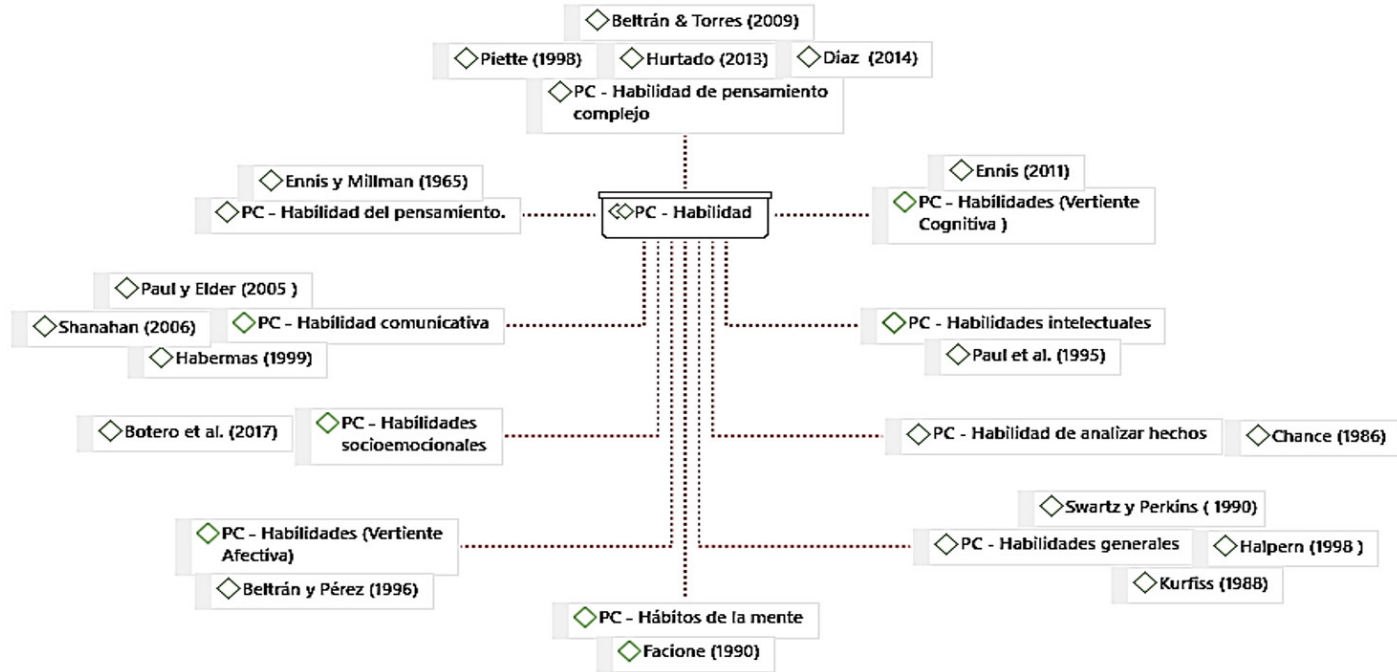 Beltrán & Torres (2009)
Piette (1998)
Hurtado (2013)
Diaz (2014)
PC - Habilidad de pensamiento
complejo
Ennis y Millman (1965)
PC - Habilidad del pensamiento.
PC - Habilidad
Ennis (2011)
PC - Habilidades (Vertiente
Cognitiva )
Paul y Elder (2005 )
Shanahan (2006)
PC - Habilidad comunicativa
Habermas (1999)
PC - Habilidades intelectuales
Paul et al. (1995)
Botero et al. (2017)
PC - Habilidades
socioemocionales
PC - Habilidad de analizar hechos
Chance (1986)
PC - Habilidades (Vertiente
Afectiva)
Beltrán y Pérez (1996)
Swartz y Perkins ( 1990)
PC - Habilidades generales
Halpern (1998 )
Kurfiss (1988)
PC - Hábitos de la mente
Facione (1990)